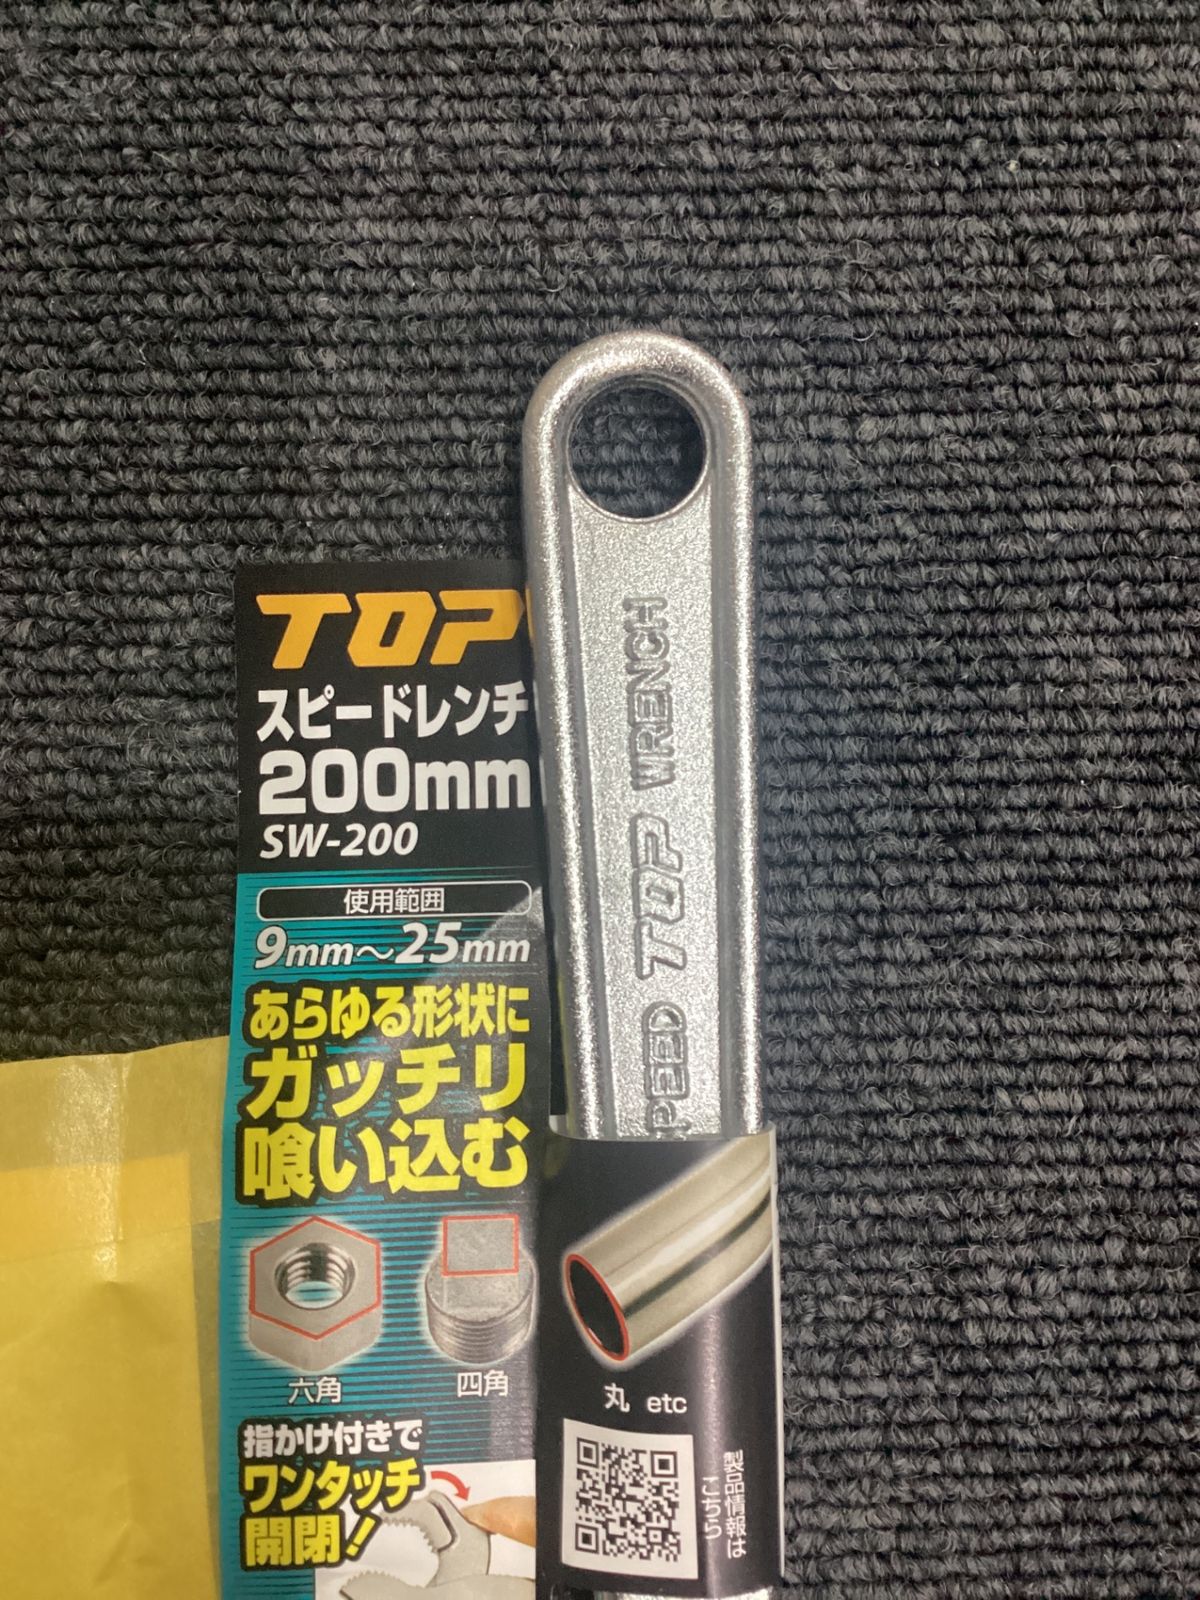 TOP
スピードレンチ
200mm
SW-200
使用範囲
9mm～25mm
あらゆる形状に
ガッチリ
喰い込む
六角
四角
丸 etc
指かけ付きで
ワンタッチ
開閉!
製品情報は
こちら
PEED TOP WRENCH